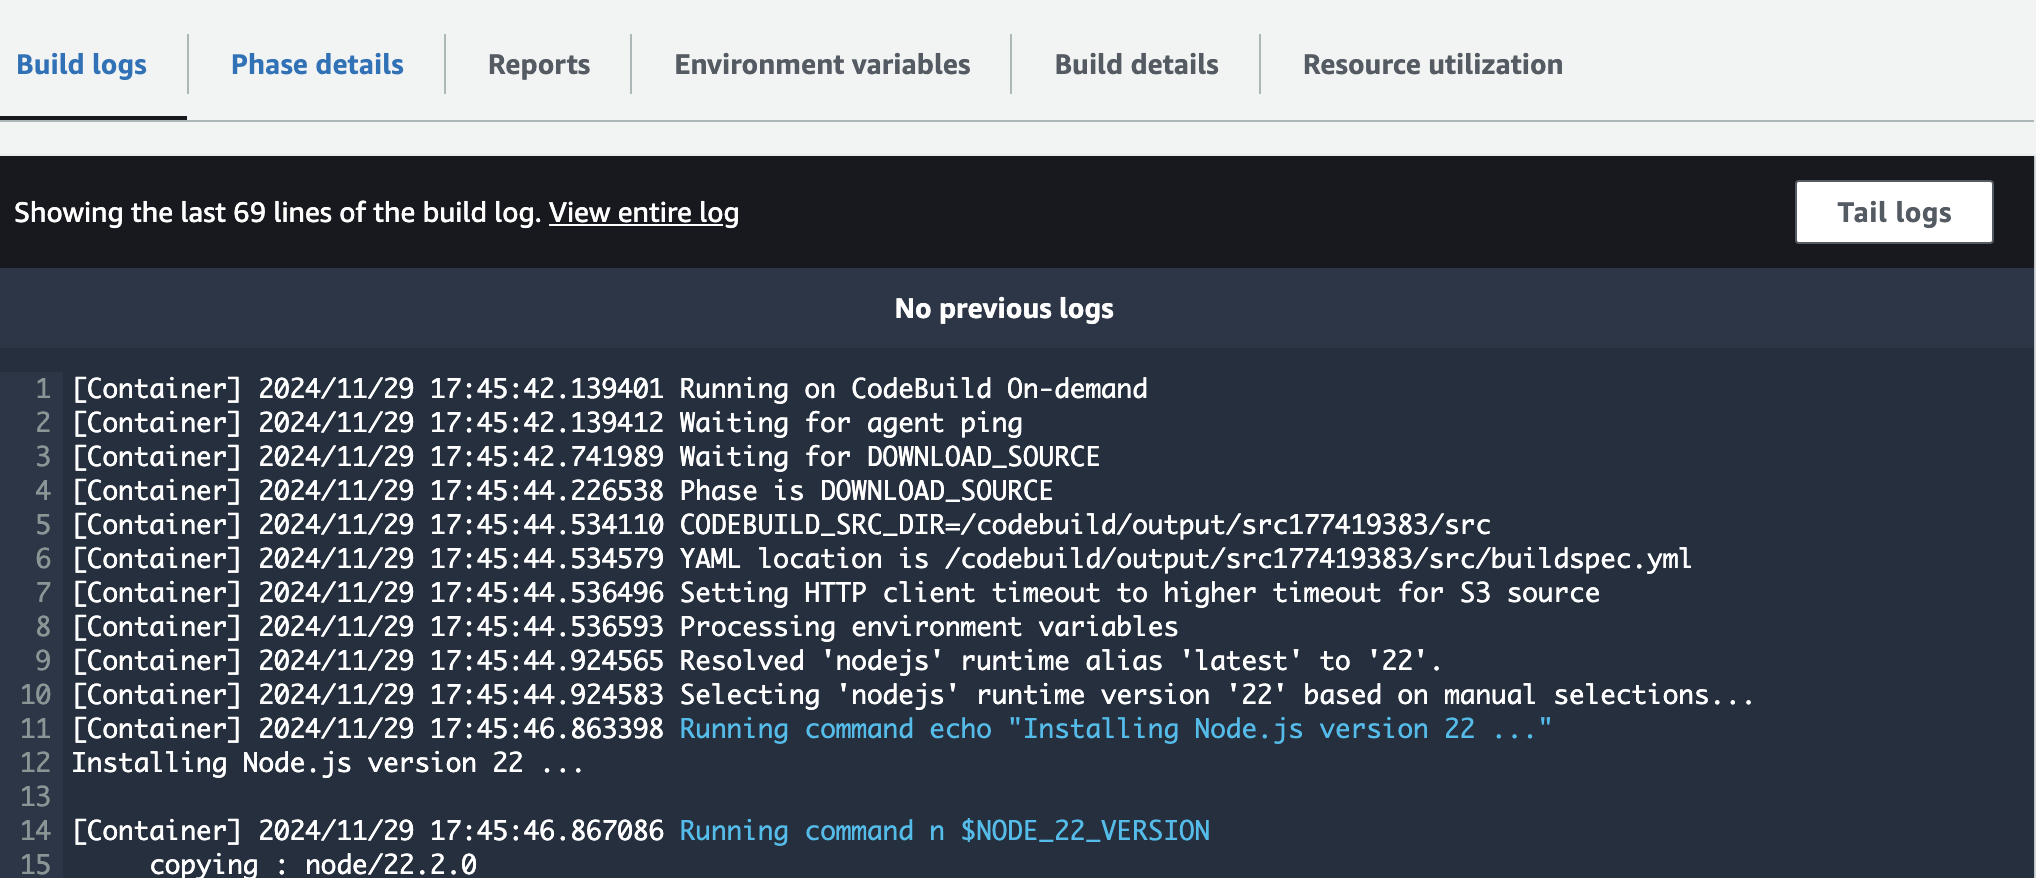 Build logs Phase details Reports Environment variables Build details Resource utilization
Showing the last 69 lines of the build log. View entire log Tail logs
No previous logs
1 [Container] 2024/11/29 17:45:42.139401 Running on CodeBuild On-demand
2 [Container] 2024/11/29 17:45:42.139412 Waiting for agent ping
3 [Container] 2024/11/29 17:45:42.741989 Waiting for DOWNLOAD_SOURCE
4 [Container] 2024/11/29 17:45:44.226538 Phase is DOWNLOAD_SOURCE
5 [Container] 2024/11/29 17:45:44.534110 CODEBUILD_SRC_DIR=/codebuild/output/src177419383/src
6 [Container] 2024/11/29 17:45:44.534579 YAML location is /codebuild/output/src177419383/src/buildspec.yml
7 [Container] 2024/11/29 17:45:44.536496 Setting HTTP client timeout to higher timeout for S3 source
8 [Container] 2024/11/29 17:45:44.536593 Processing environment variables
9 [Container] 2024/11/29 17:45:44.924565 Resolved 'nodejs' runtime alias 'latest' to '22'.
10 [Container] 2024/11/29 17:45:44.924583 Selecting 'nodejs' runtime version '22' based on manual selections...
11 [Container] 2024/11/29 17:45:46.863398 Running command echo "Installing Node.js version 22 ..."
12 Installing Node.js version 22 ...
13
14 [Container] 2024/11/29 17:45:46.867086 Running command n $NODE_22_VERSION
15 copying : node/22.2.0